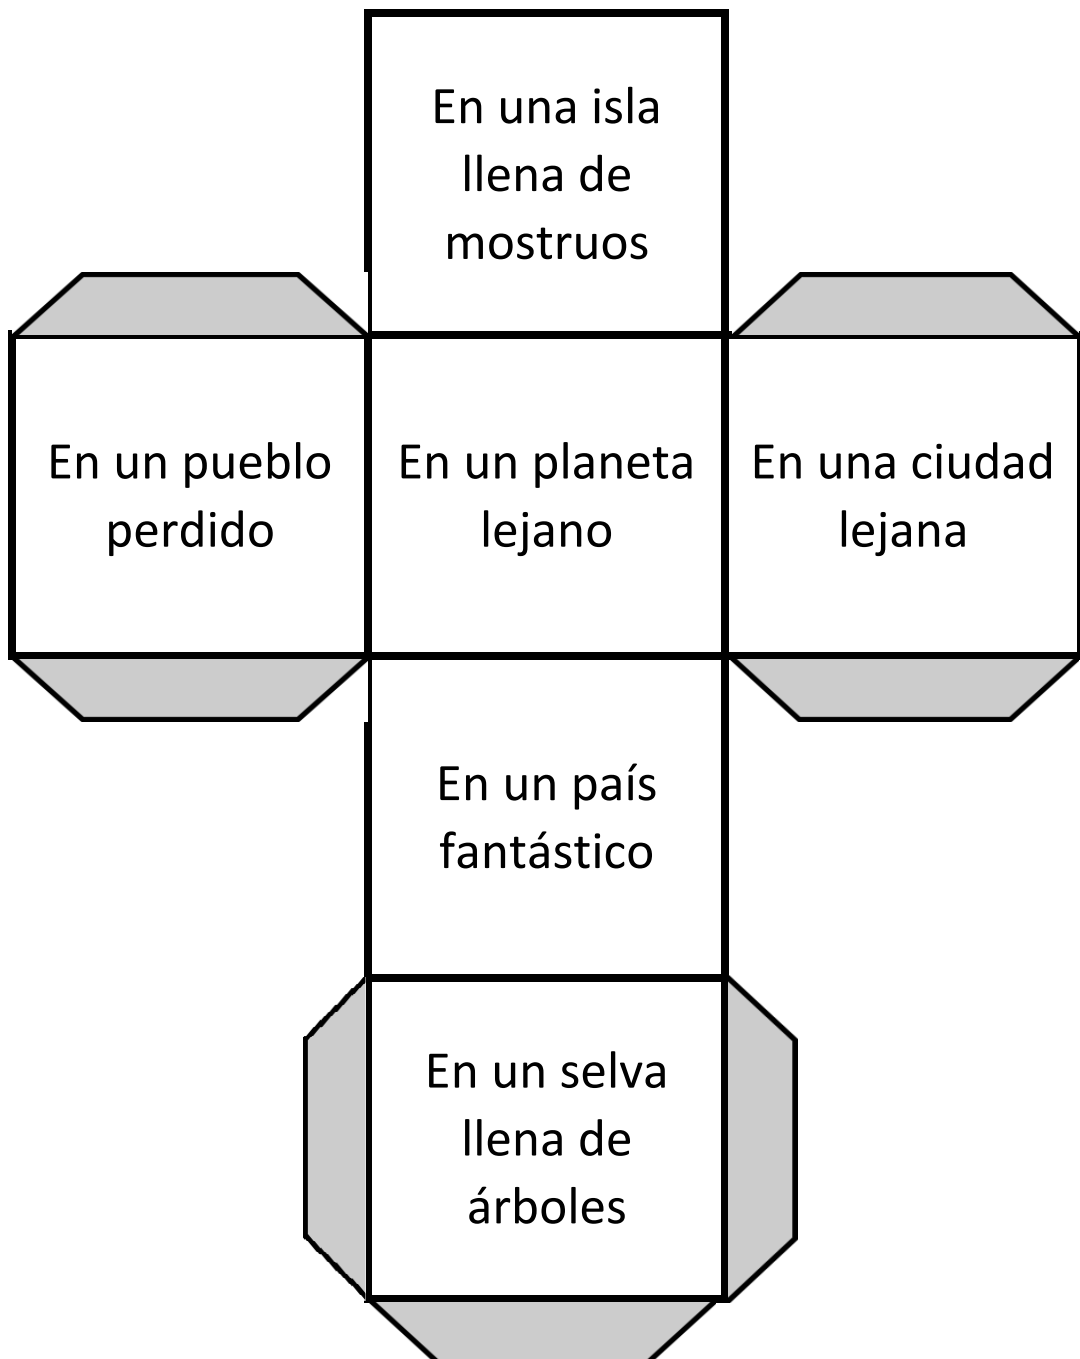 En una isla
llena de
mostruos
En un pueblo
perdido
En un planeta
lejano
En una ciudad
lejana
En un país
fantástico
En un selva
llena de
árboles